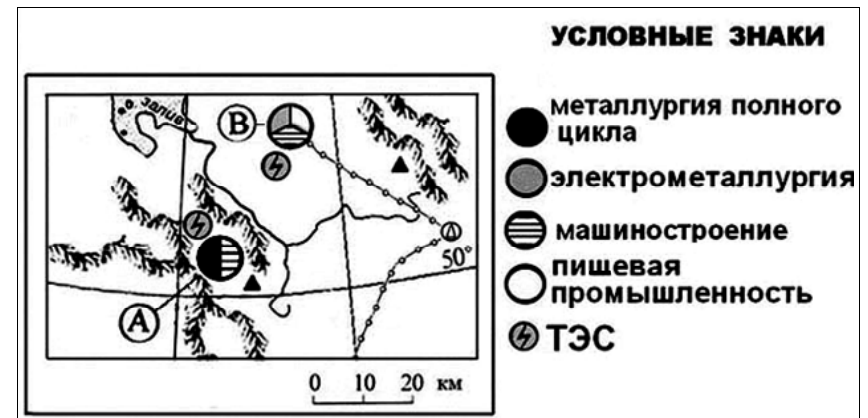 УСЛОВНЫЕ ЗНАКИ
металлургия полного
цикла
электрометаллургия
машиностроение
пищевая
промышленность
ТЭС
о. залив
В
А
50°
0 10 20 км